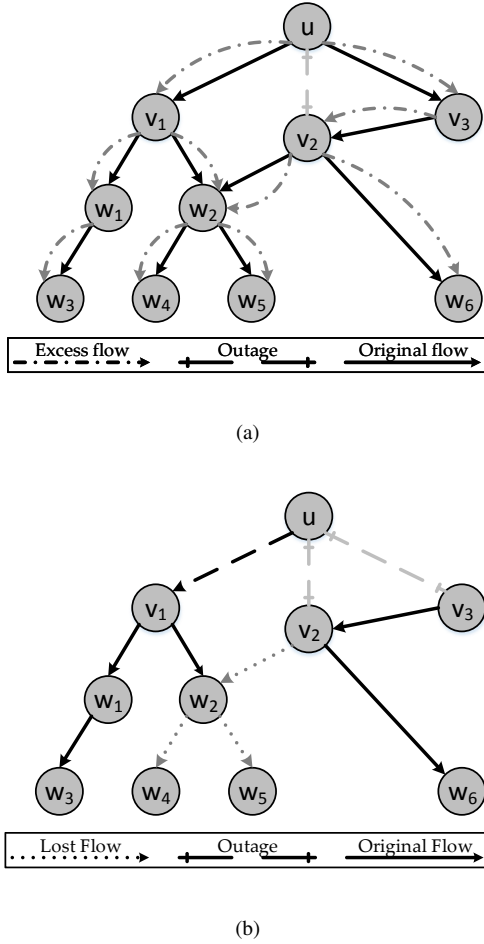 u
v1
v3
v2
w1
w2
w3
w4
w5
w6
Excess flow
Outage
Original flow
(a)
u
v1
v3
v2
w1
w2
w3
w4
w5
w6
Lost Flow
Outage
Original Flow
(b)